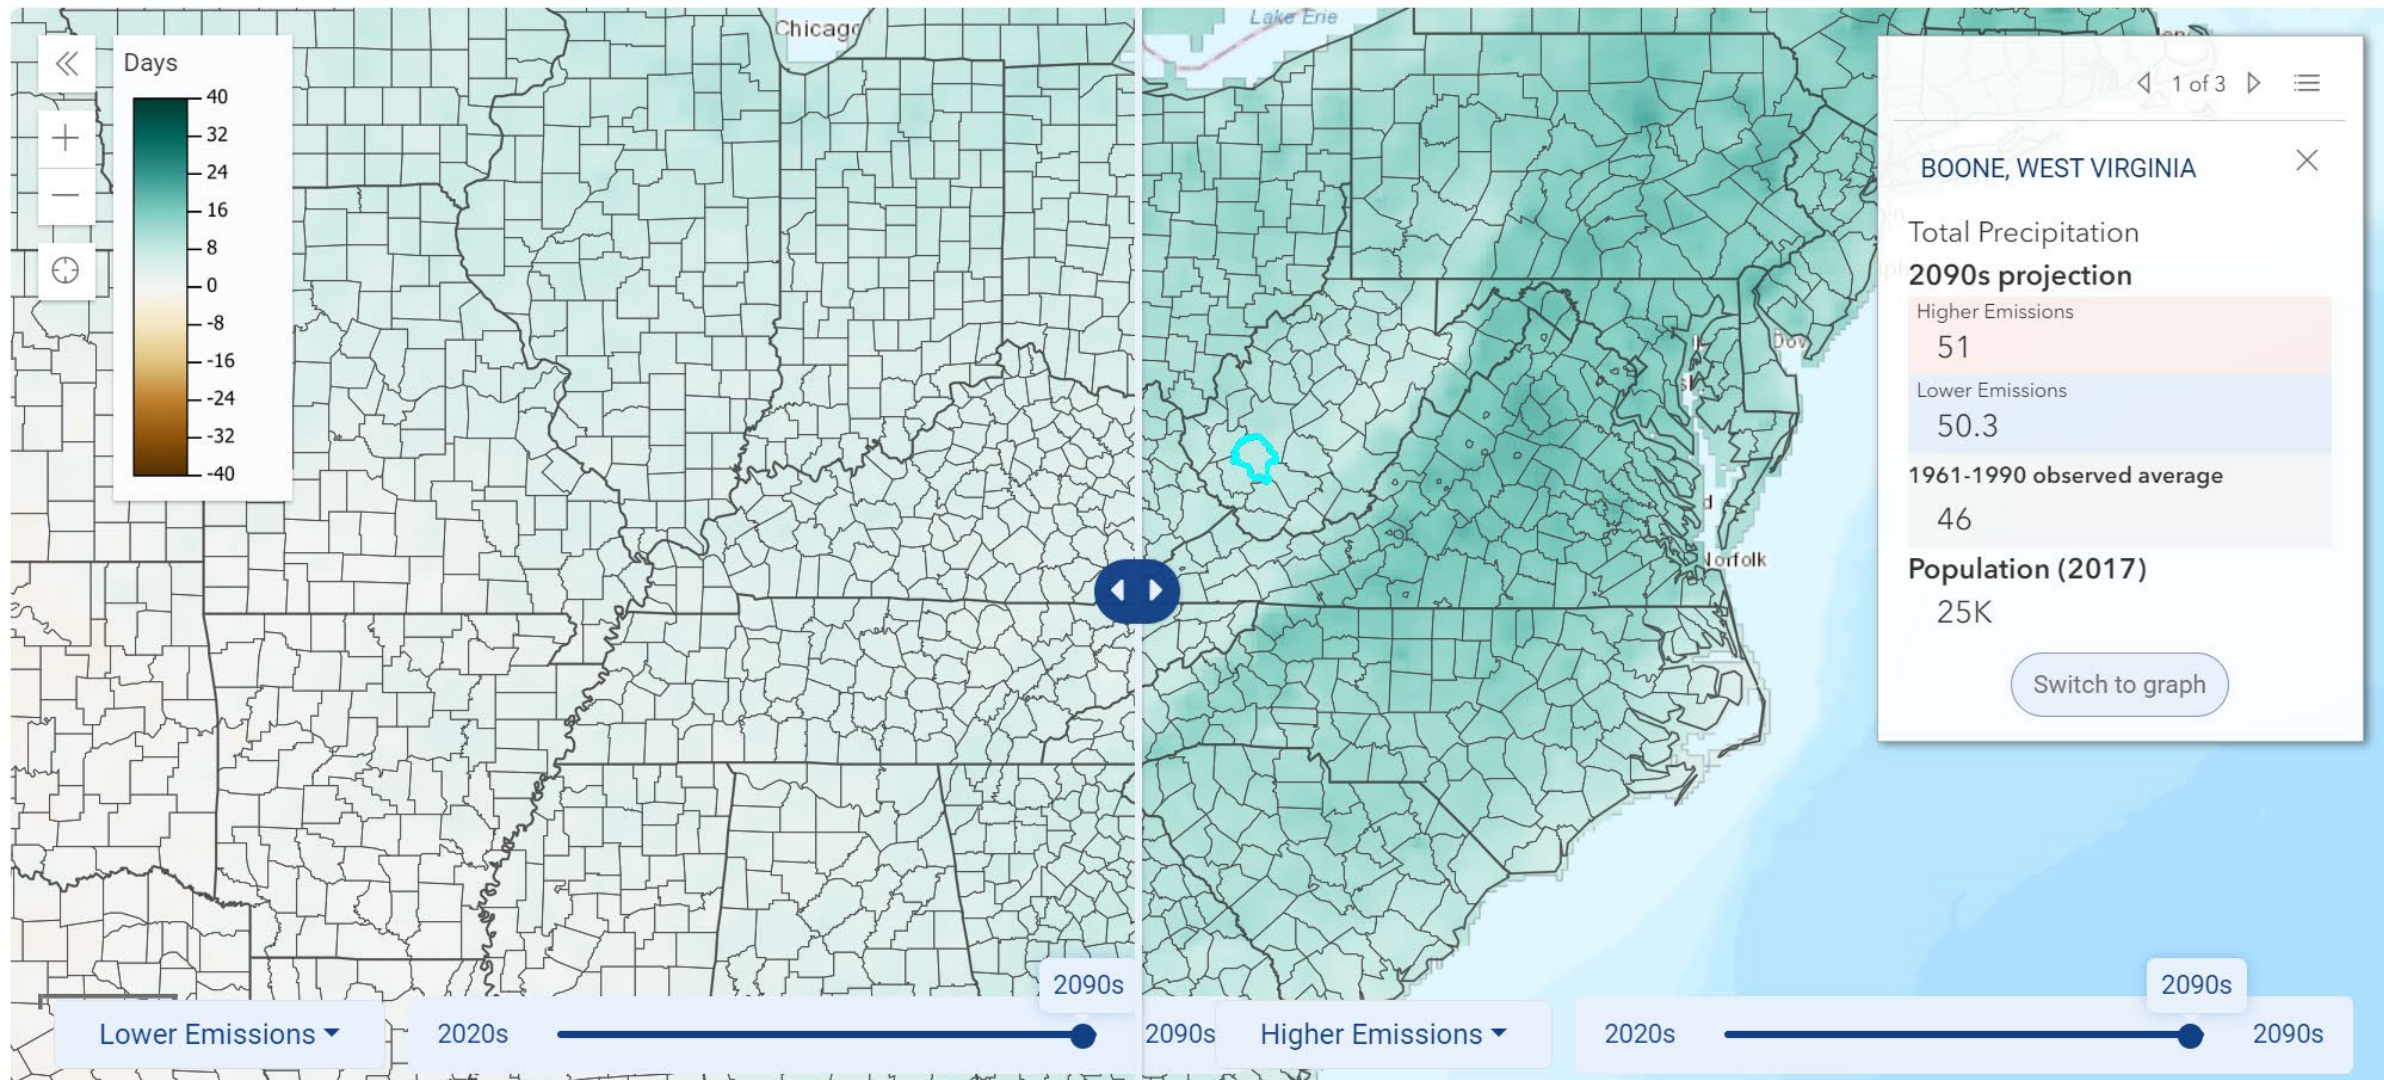 Chicago
Lake Erie
Days
40
32
24
16
8
0
-8
-16
-24
-32
-40
Norfolk
1 of 3
BOONE, WEST VIRGINIA
Total Precipitation
2090s projection
Higher Emissions
51
Lower Emissions
50.3
1961-1990 observed average
46
Population (2017)
25K
Switch to graph
Lower Emissions
2020s
2090s
2090s
Higher Emissions
2020s
2090s
2090s